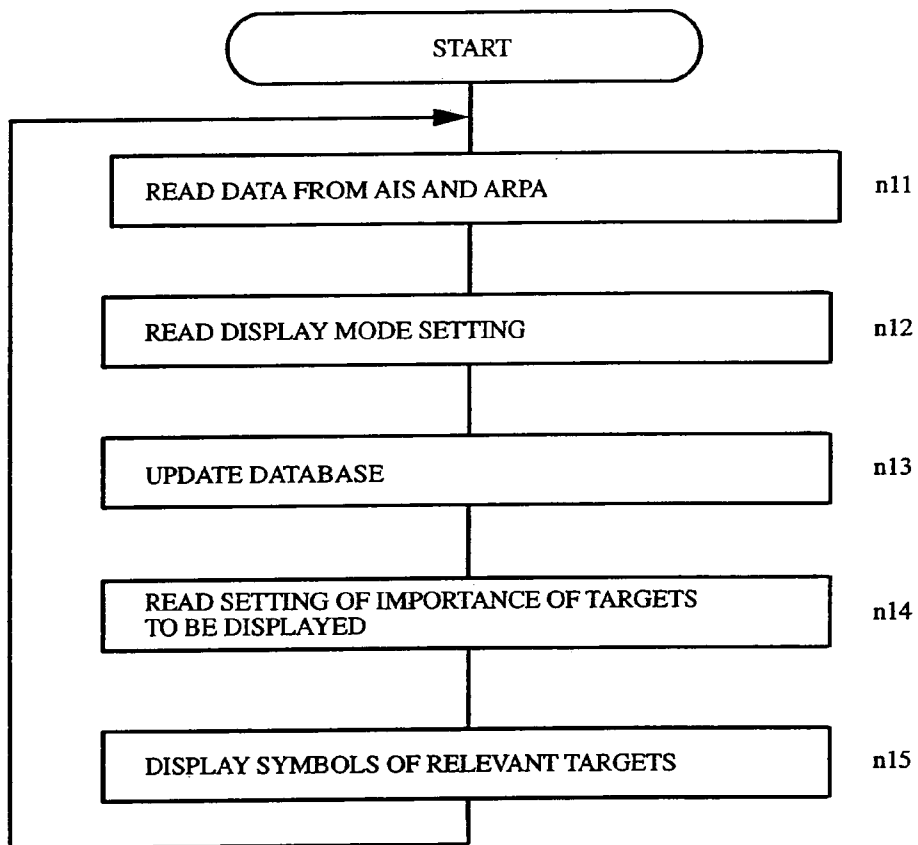 START
READ DATA FROM AIS AND ARPA
n11
READ DISPLAY MODE SETTING
n12
UPDATE DATABASE
n13
READ SETTING OF IMPORTANCE OF TARGETS
TO BE DISPLAYED
n14
DISPLAY SYMBOLS OF RELEVANT TARGETS
n15